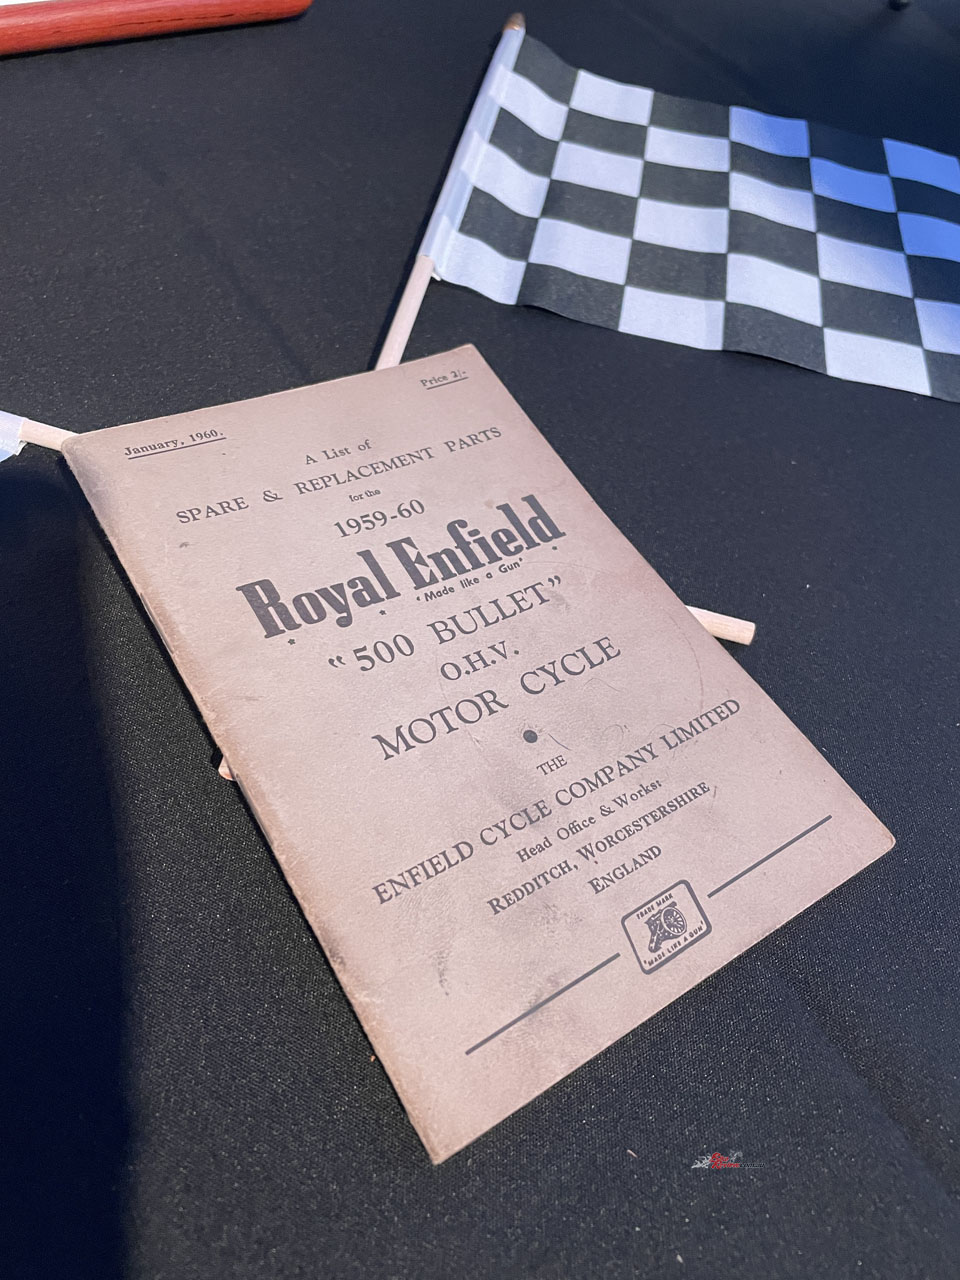 January, 1960.
Price 2/-
A List of
SPARE & REPLACEMENT PARTS
for the
1959-60
Royal Enfield
'Made like a Gun'
"500 BULLET"
O.H.V.
MOTOR CYCLE
THE
ENFIELD CYCLE COMPANY LIMITED
Head Office & Works:
REDDITCH, WORCESTERSHIRE
ENGLAND
TRADE MARK
"MADE LIKE A GUN"